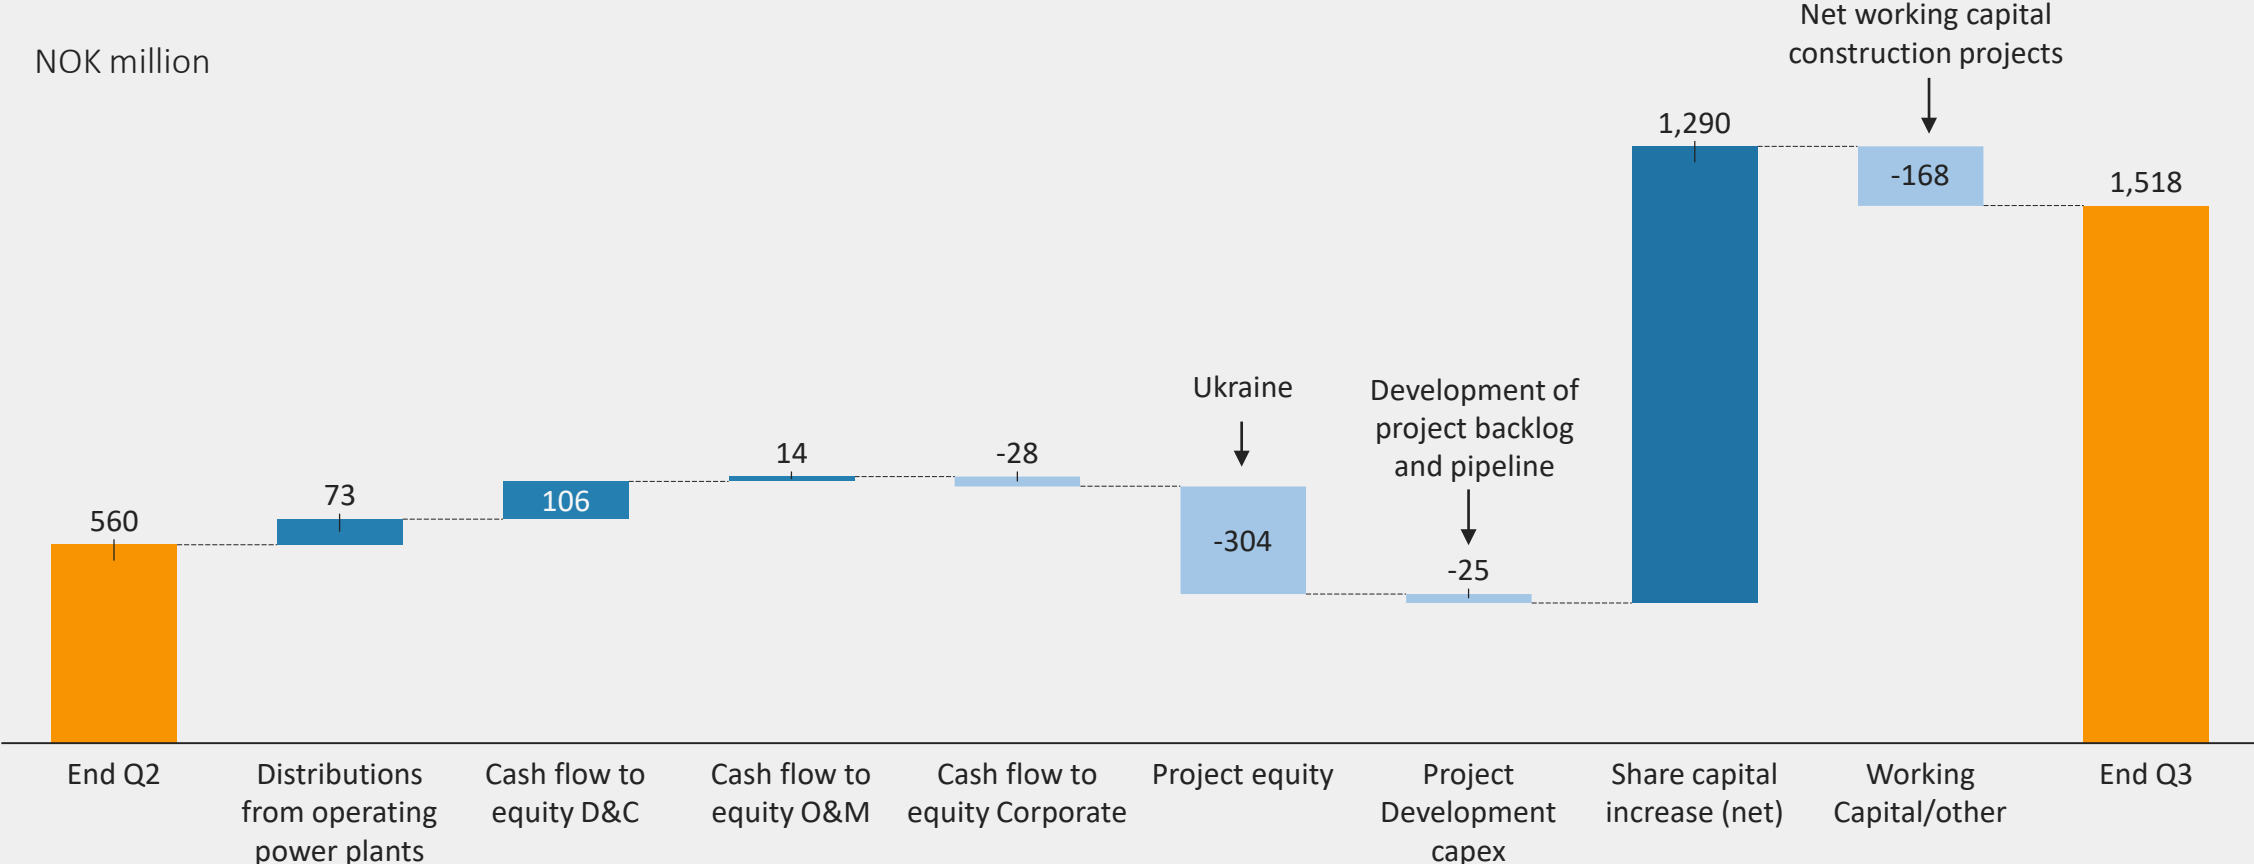 NOK million
Net working capital
construction projects
1,290
-168
1,518
Ukraine
Development of
project backlog
and pipeline
14
-28
73
106
560
-304
-25
End Q2
Distributions
from operating
power plants
Cash flow to
equity D&C
Cash flow to
equity O&M
Cash flow to
equity Corporate
Project equity
Project
Development
capex
Share capital
increase (net)
Working
Capital/other
End Q3